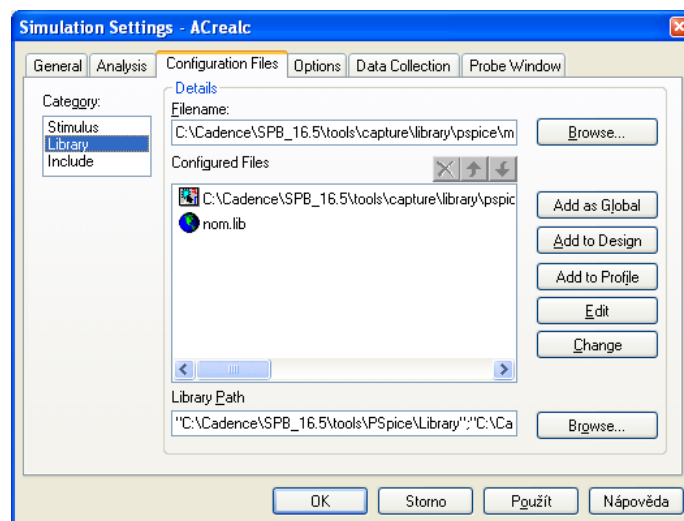 Simulation Settings - ACrealc
General Analysis Configuration Files Options Data Collection Probe Window
Category:
Stimulus
Library
Include
Details
Filename:
C:\Cadence\SPB_16.5\tools\capture\library\pspice\m
Browse...
Configured Files
C:\Cadence\SPB_16.5\tools\capture\library\pspic
nom.lib
Add as Global
Add to Design
Add to Profile
Edit
Change
Library Path
"C:\Cadence\SPB_16.5\tools\PSpice\Library";"C:\Ca
Browse...
OK Storno Použít Nápověda